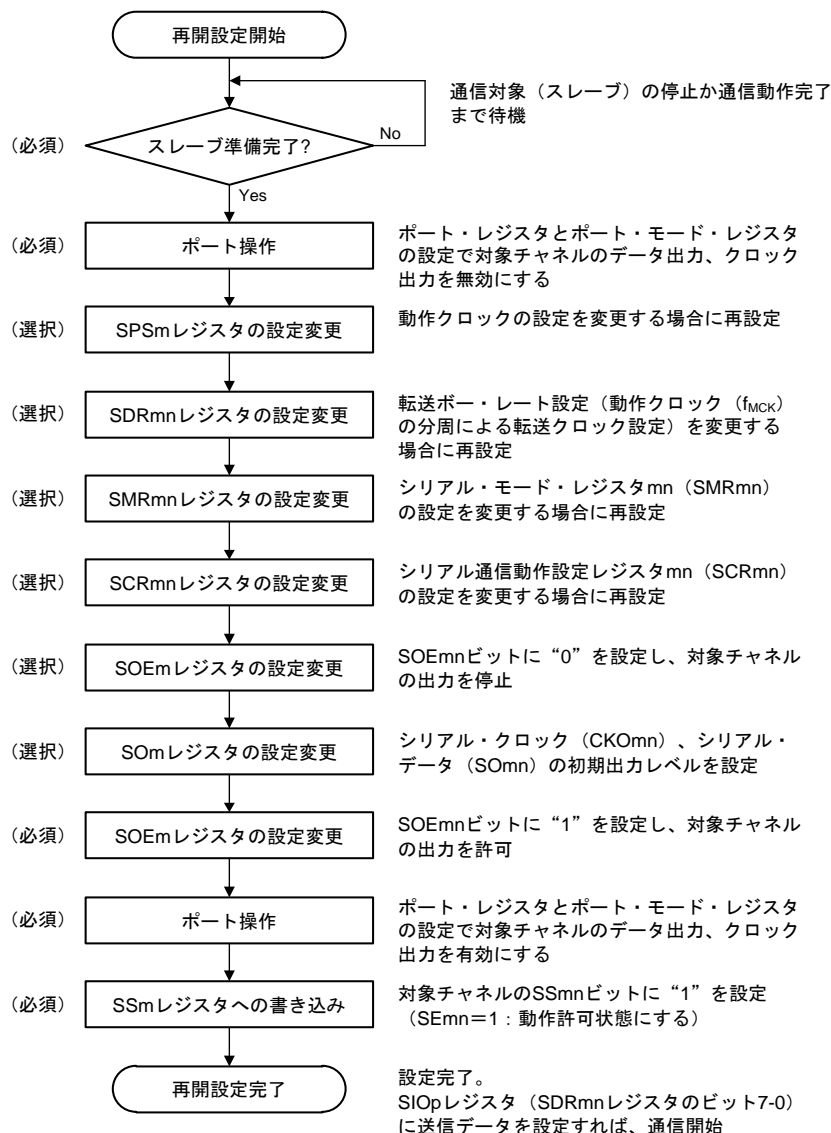 再開設定開始
通信対象（スレーブ）の停止か通信動作完了
まで待機
（必須）
スレーブ準備完了?
No
Yes
（必須）
ポート操作
ポート・レジスタとポート・モード・レジスタ
の設定で対象チャネルのデータ出力、クロック
出力を無効にする
（選択）
SPSmレジスタの設定変更
動作クロックの設定を変更する場合に再設定
（選択）
SDRmnレジスタの設定変更
転送ボー・レート設定（動作クロック（fMCK）
の分周による転送クロック設定）を変更する
場合に再設定
（選択）
SMRmnレジスタの設定変更
シリアル・モード・レジスタmn（SMRmn）
の設定を変更する場合に再設定
（選択）
SCRmnレジスタの設定変更
シリアル通信動作設定レジスタmn（SCRmn）
の設定を変更する場合に再設定
（選択）
SOEmレジスタの設定変更
SOEmnビットに“0”を設定し、対象チャネル
の出力を停止
（選択）
SOmレジスタの設定変更
シリアル・クロック（CKOmn）、シリアル・
データ（SOmn）の初期出力レベルを設定
（必須）
SOEmレジスタの設定変更
SOEmnビットに“1”を設定し、対象チャネル
の出力を許可
（必須）
ポート操作
ポート・レジスタとポート・モード・レジスタ
の設定で対象チャネルのデータ出力、クロック
出力を有効にする
（必須）
SSmレジスタへの書き込み
対象チャネルのSSmnビットに“1”を設定
（SEmn＝1：動作許可状態にする）
再開設定完了
設定完了。
SIOpレジスタ（SDRmnレジスタのビット7-0）
に送信データを設定すれば、通信開始